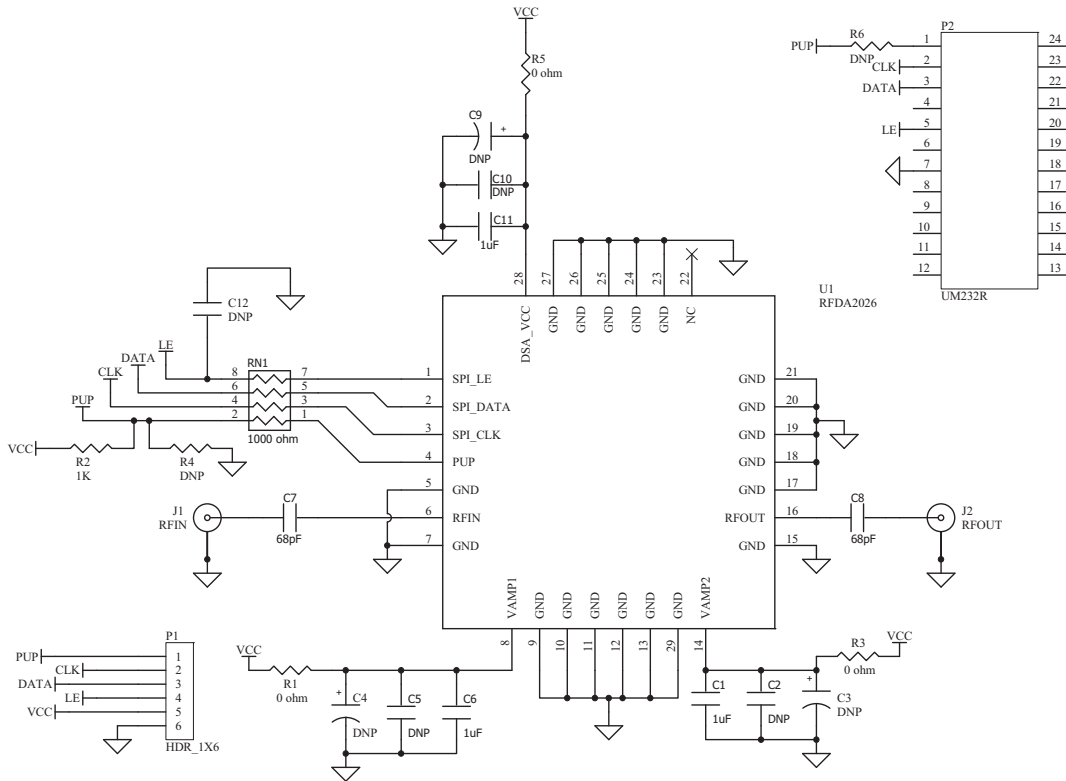 VCC
R5
0 ohm
C9
+
DNP
C10
DNP
C11
1uF
P2
PUP
R6
DNP
CLK
DATA
LE
1
2
3
4
5
6
7
8
9
10
11
12
24
23
22
21
20
19
18
17
16
15
14
13
UM232R
U1
RFDA2026
28
27
26
25
24
23
22
DSA_VCC
GND
GND
GND
GND
GND
NC
C12
DNP
LE
DATA
CLK
PUP
RN1
8
6
4
2
7
5
3
1
1000 ohm
VCC
R2
1K
R4
DNP
1
SPI_LE
2
SPI_DATA
3
SPI_CLK
4
PUP
5
GND
6
RFIN
7
GND
GND
21
GND
20
GND
19
GND
18
GND
17
RFOUT
16
GND
15
J1
RFIN
C7
68pF
C8
68pF
J2
RFOUT
VAMP1
GND
GND
GND
GND
GND
GND
VAMP2
8
9
10
11
12
13
29
14
P1
PUP
CLK
DATA
LE
VCC
1
2
3
4
5
6
HDR_1X6
VCC
R1
0 ohm
+
C4
DNP
C5
DNP
C6
1uF
C1
1uF
C2
DNP
+
C3
DNP
R3
0 ohm
VCC